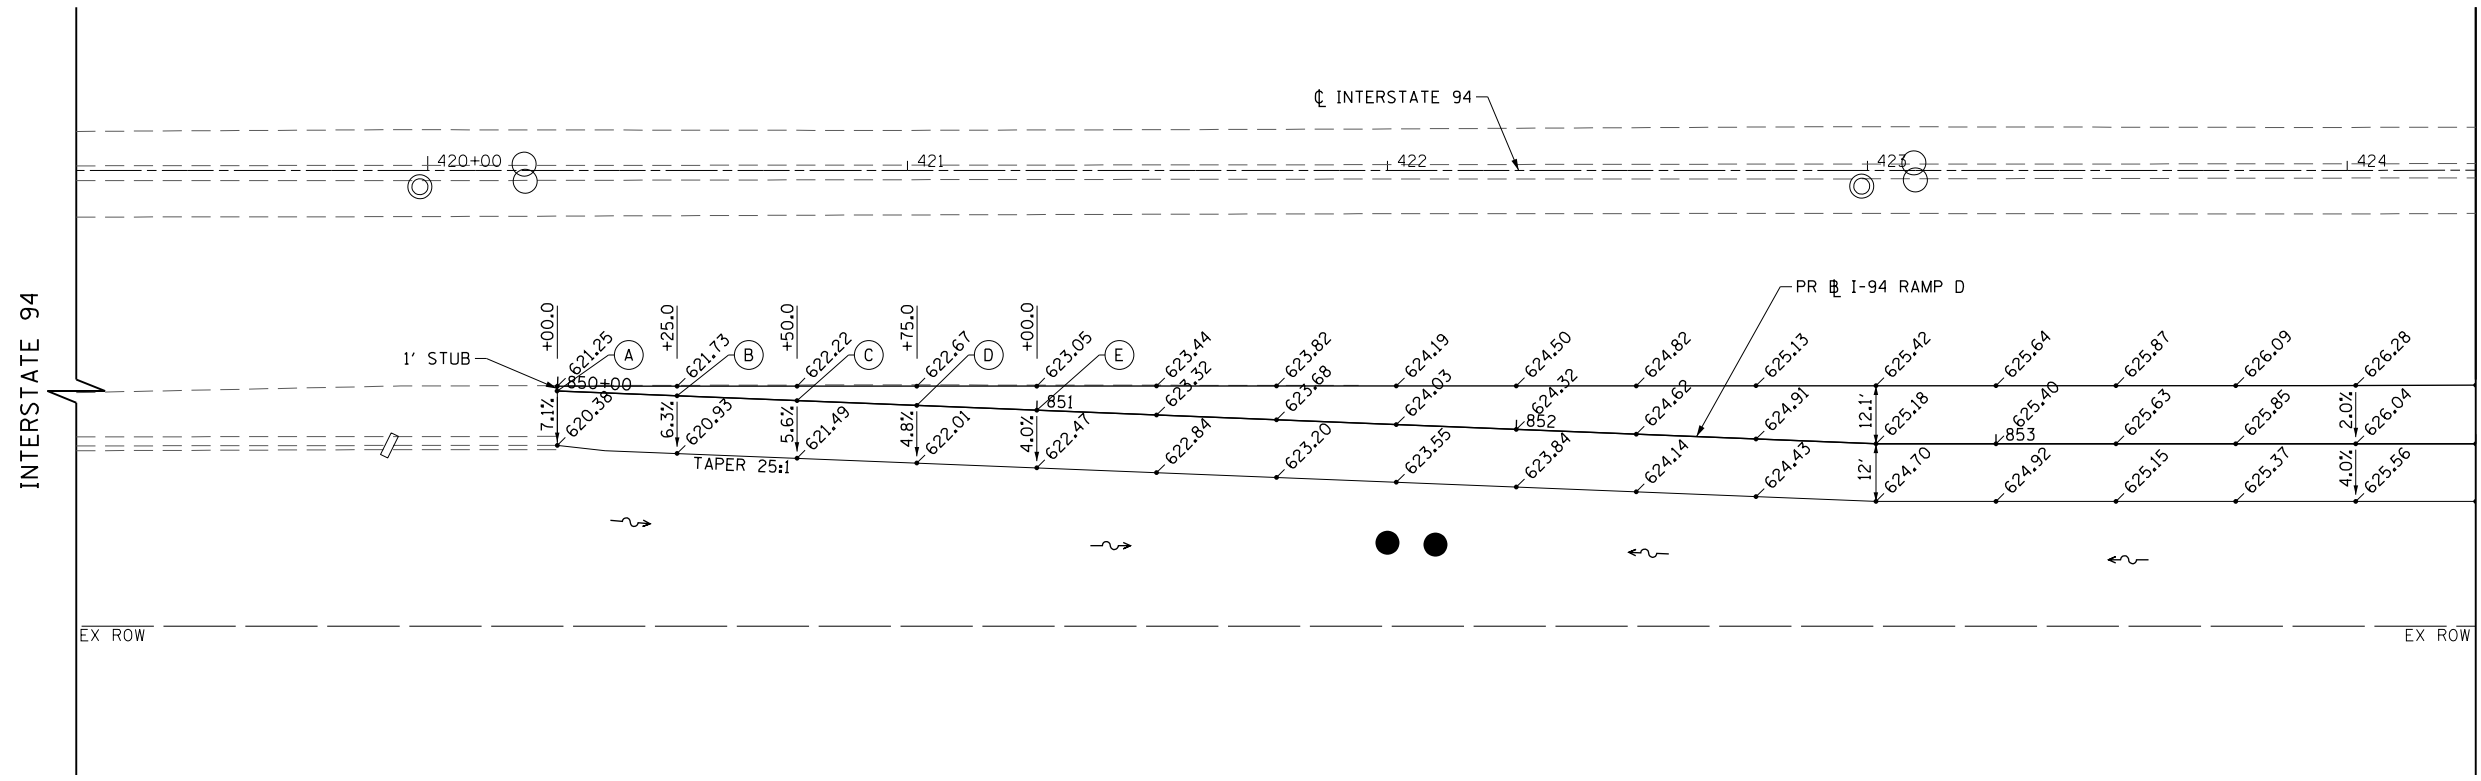 ℄ INTERSTATE 94
420+00 421 422 423 424
INTERSTATE 94
PR ⅊ I-94 RAMP D
+00.0 +25.0 +50.0 +75.0 +00.0
1' STUB
A B C D E
621.25 621.73 622.22 622.67 623.05 623.44 623.82 624.19 624.50 624.82 625.13 625.42 625.64 625.87 626.09 626.28
850+00 851 852 853
623.32 623.68 624.03 624.32 624.62 624.91 625.18 625.40 625.63 625.85 626.04
7.1% 6.3% 5.6% 4.8% 4.0% 12.1' 2.0%
620.38 620.93 621.49 622.01 622.47 622.84 623.20 623.55 623.84 624.14 624.43 624.70 624.92 625.15 625.37 625.56
12' 4.0%
TAPER 25:1
EX ROW EX ROW